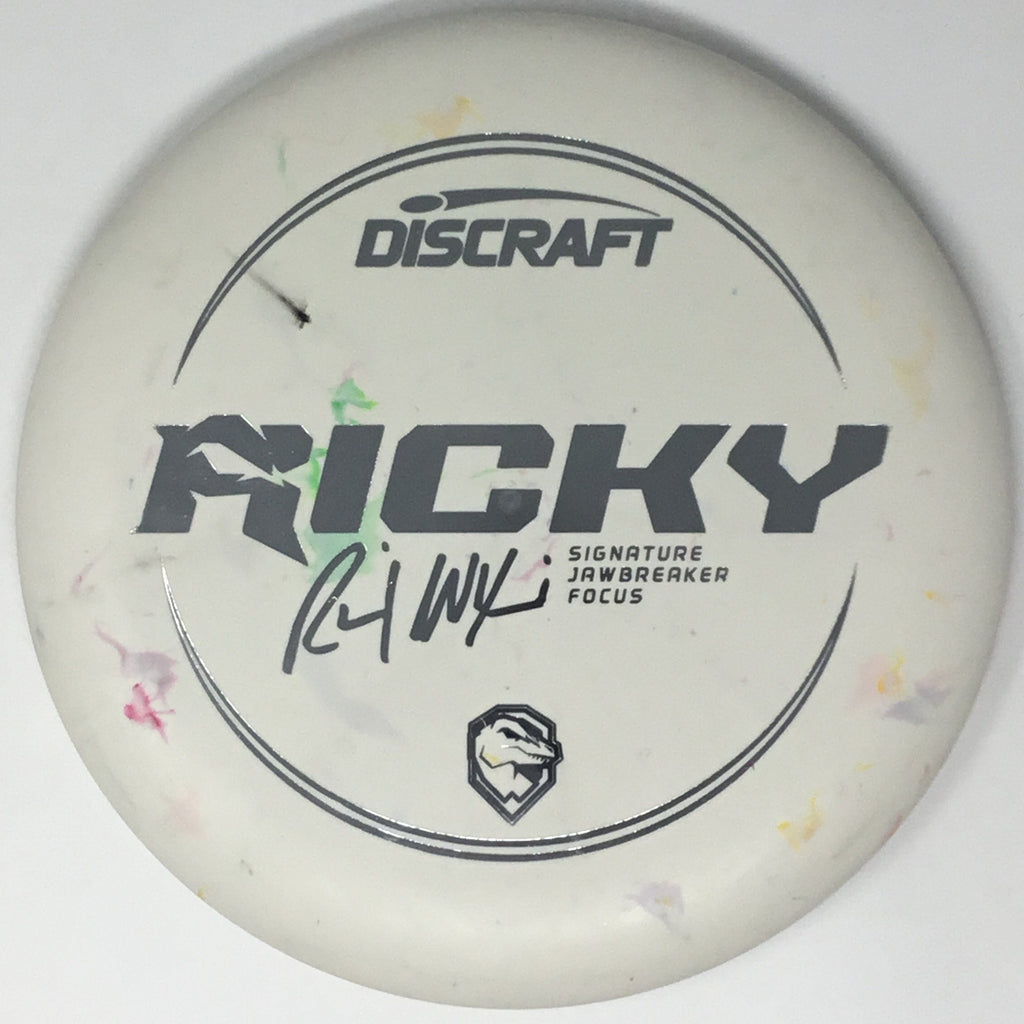 DISCRAFT
RICKY
SIGNATURE
JAWBREAKER
FOCUS